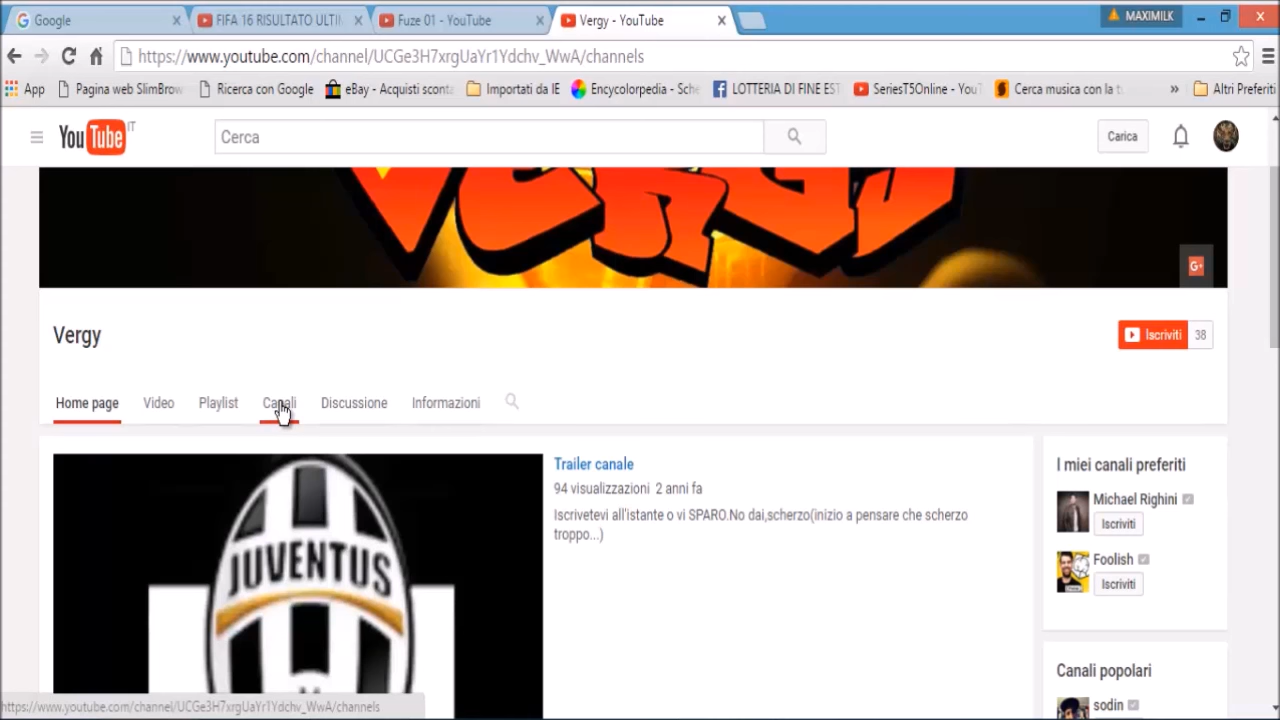 Google
FIFA 16 RISULTATO ULTI
Fuze 01 - YouTube
Vergy - YouTube
MAXIMILK
https://www.youtube.com/channel/UCGe3H7xrgUaYr1Ydchv_WwA/channels
App
Pagina web SlimBrow
Ricerca con Google
eBay - Acquisti sconta
Importati da IE
Encycolorpedia - Sche
LOTTERIA DI FINE EST
SeriesT5Online - YouT
Cerca musica con la t
»
Altri Preferiti
YouTube IT
Cerca
Carica
VERGY
G+
Vergy
Iscriviti 38
Home page
Video
Playlist
Canali
Discussione
Informazioni
JUVENTUS
Trailer canale
94 visualizzazioni 2 anni fa
Iscrivetevi all'istante o vi SPARO.No dai,scherzo(inizio a pensare che scherzo
troppo...)
I miei canali preferiti
Michael Righini
Iscriviti
Foolish
Iscriviti
Canali popolari
sodin
https://www.youtube.com/channel/UCGe3H7xrgUaYr1Ydchv_WwA/channels